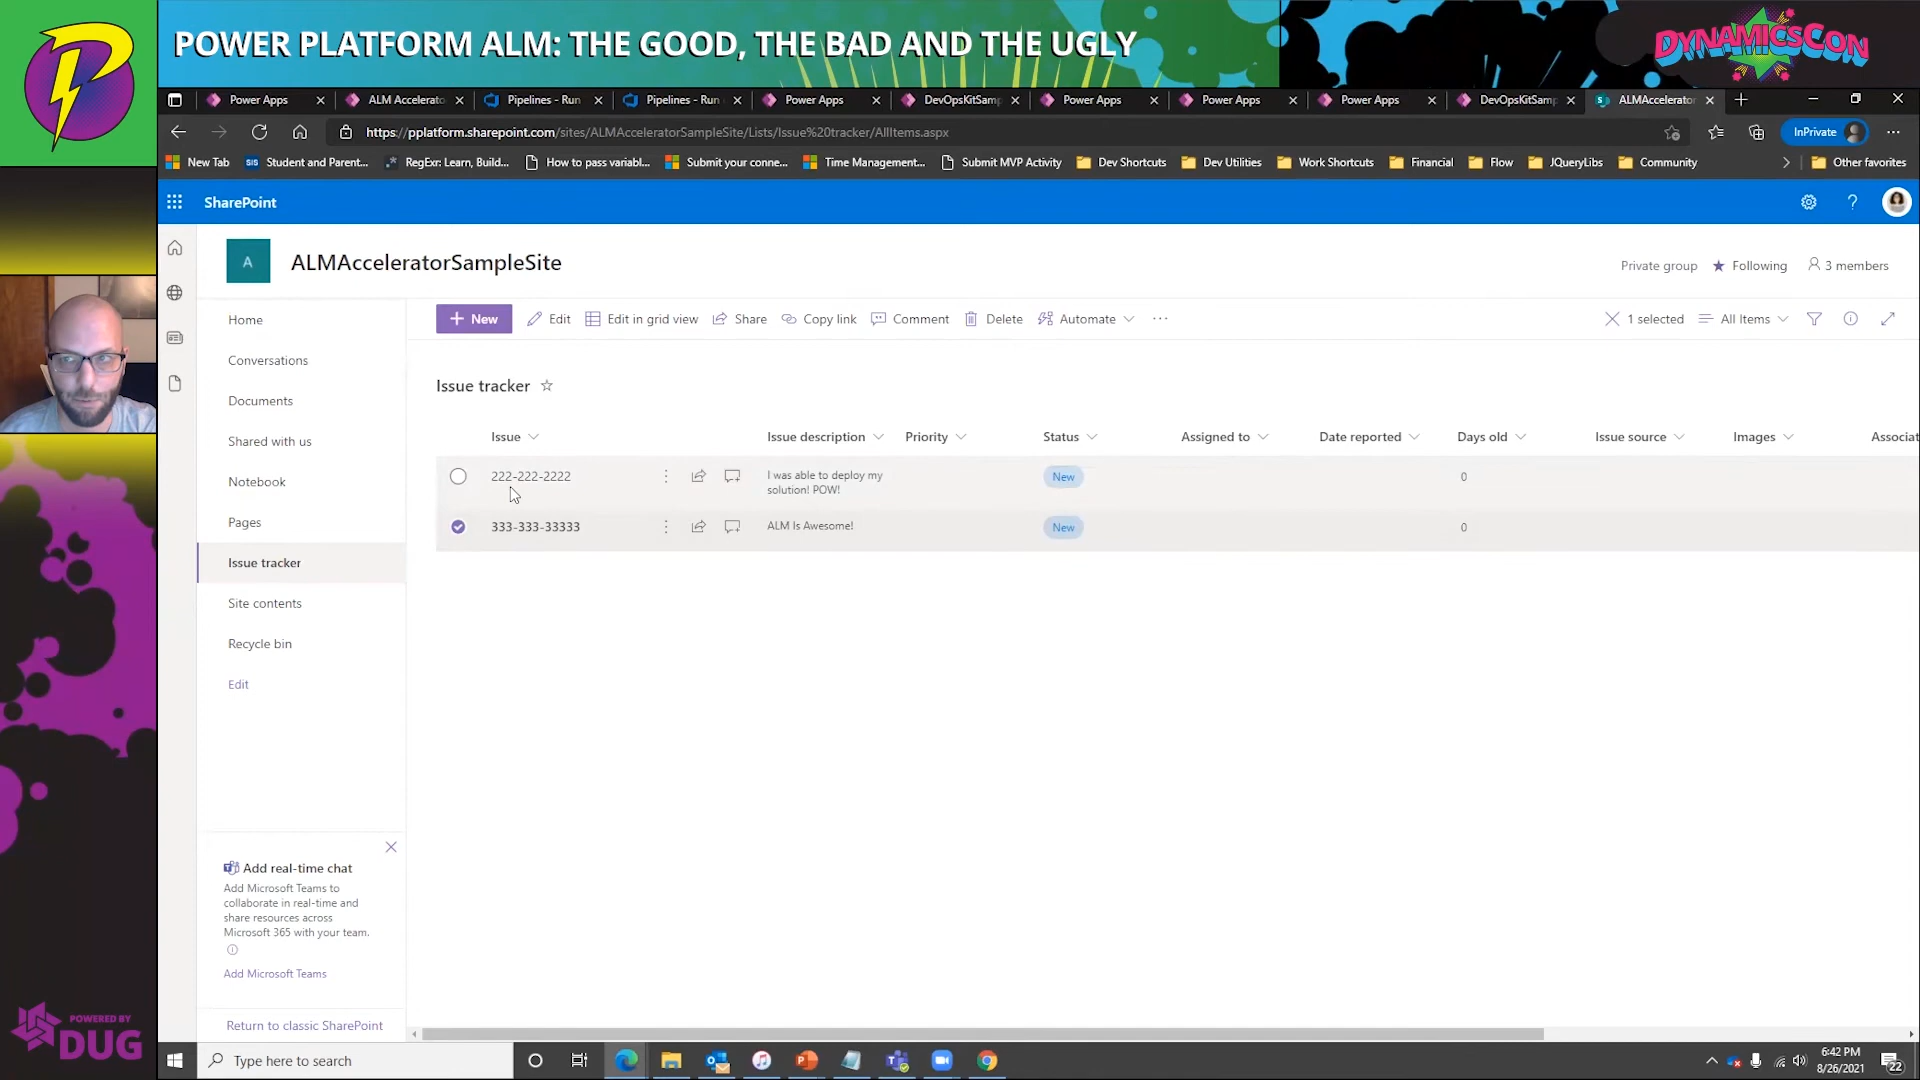 POWER PLATFORM ALM: THE GOOD, THE BAD AND THE UGLY
DYNAMICSCON
Power Apps
ALM Accelerato
Pipelines - Run
Pipelines - Run
Power Apps
DevOpsKitSam
Power Apps
Power Apps
Power Apps
DevOpsKitSam
ALMAccelerator
https://pplatform.sharepoint.com/sites/ALMAcceleratorSampleSite/Lists/Issue%20tracker/AllItems.aspx
InPrivate
New Tab
SIS
Student and Parent...
RegExr: Learn, Build...
How to pass variabl...
Submit your conne...
Time Management...
Submit MVP Activity
Dev Shortcuts
Dev Utilities
Work Shortcuts
Financial
Flow
JQueryLibs
Community
Other favorites
SharePoint
A
ALMAcceleratorSampleSite
Private group
Following
3 members
Home
Conversations
Documents
Shared with us
Notebook
Pages
Issue tracker
Site contents
Recycle bin
Edit
New
Edit
Edit in grid view
Share
Copy link
Comment
Delete
Automate
1 selected
All Items
Issue tracker
Issue
Issue description
Priority
Status
Assigned to
Date reported
Days old
Issue source
Images
Associat
222-222-2222
I was able to deploy my
solution! POW!
New
0
333-333-33333
ALM Is Awesome!
New
0
Add real-time chat
Add Microsoft Teams to
collaborate in real-time and
share resources across
Microsoft 365 with your team.
Add Microsoft Teams
Return to classic SharePoint
POWERED BY
DUG
Type here to search
6:42 PM
8/26/2021
22